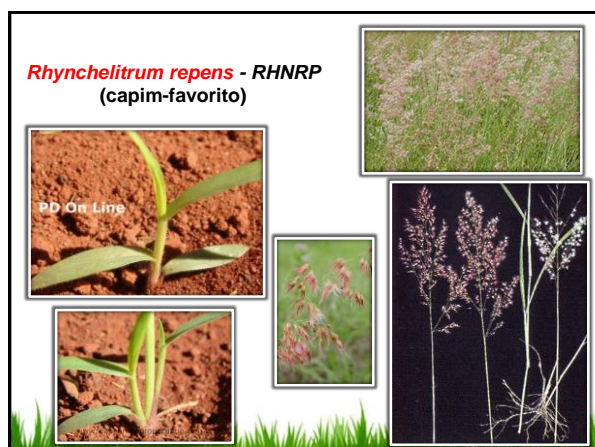 Rhynchelitrum repens - RHNRP
(capim-favorito)
PD On Line